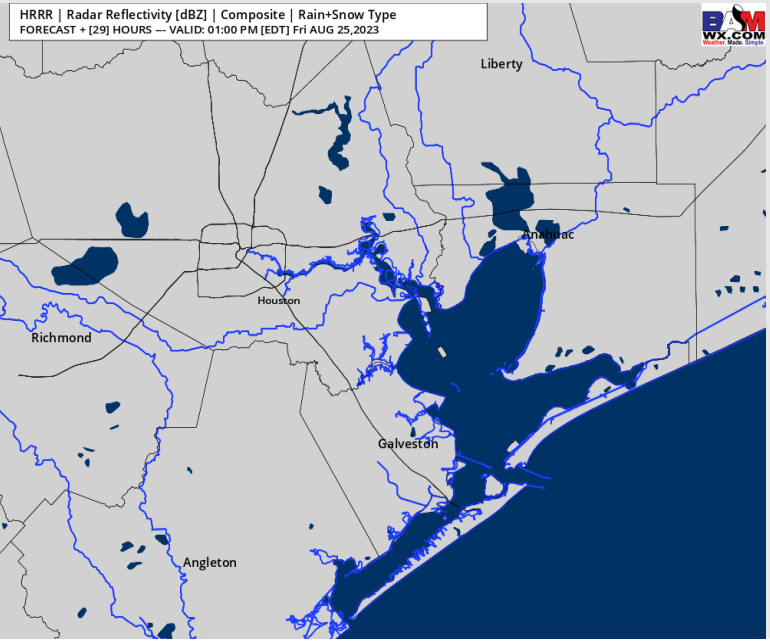 HRRR | Radar Reflectivity [dBZ] | Composite | Rain+Snow Type
FORECAST + [29] HOURS --- VALID: 01:00 PM [EDT] Fri AUG 25,2023
BAM
WX.COM
Weather. Made. Simple.
Liberty
Anahuac
Houston
Richmond
Galveston
Angleton